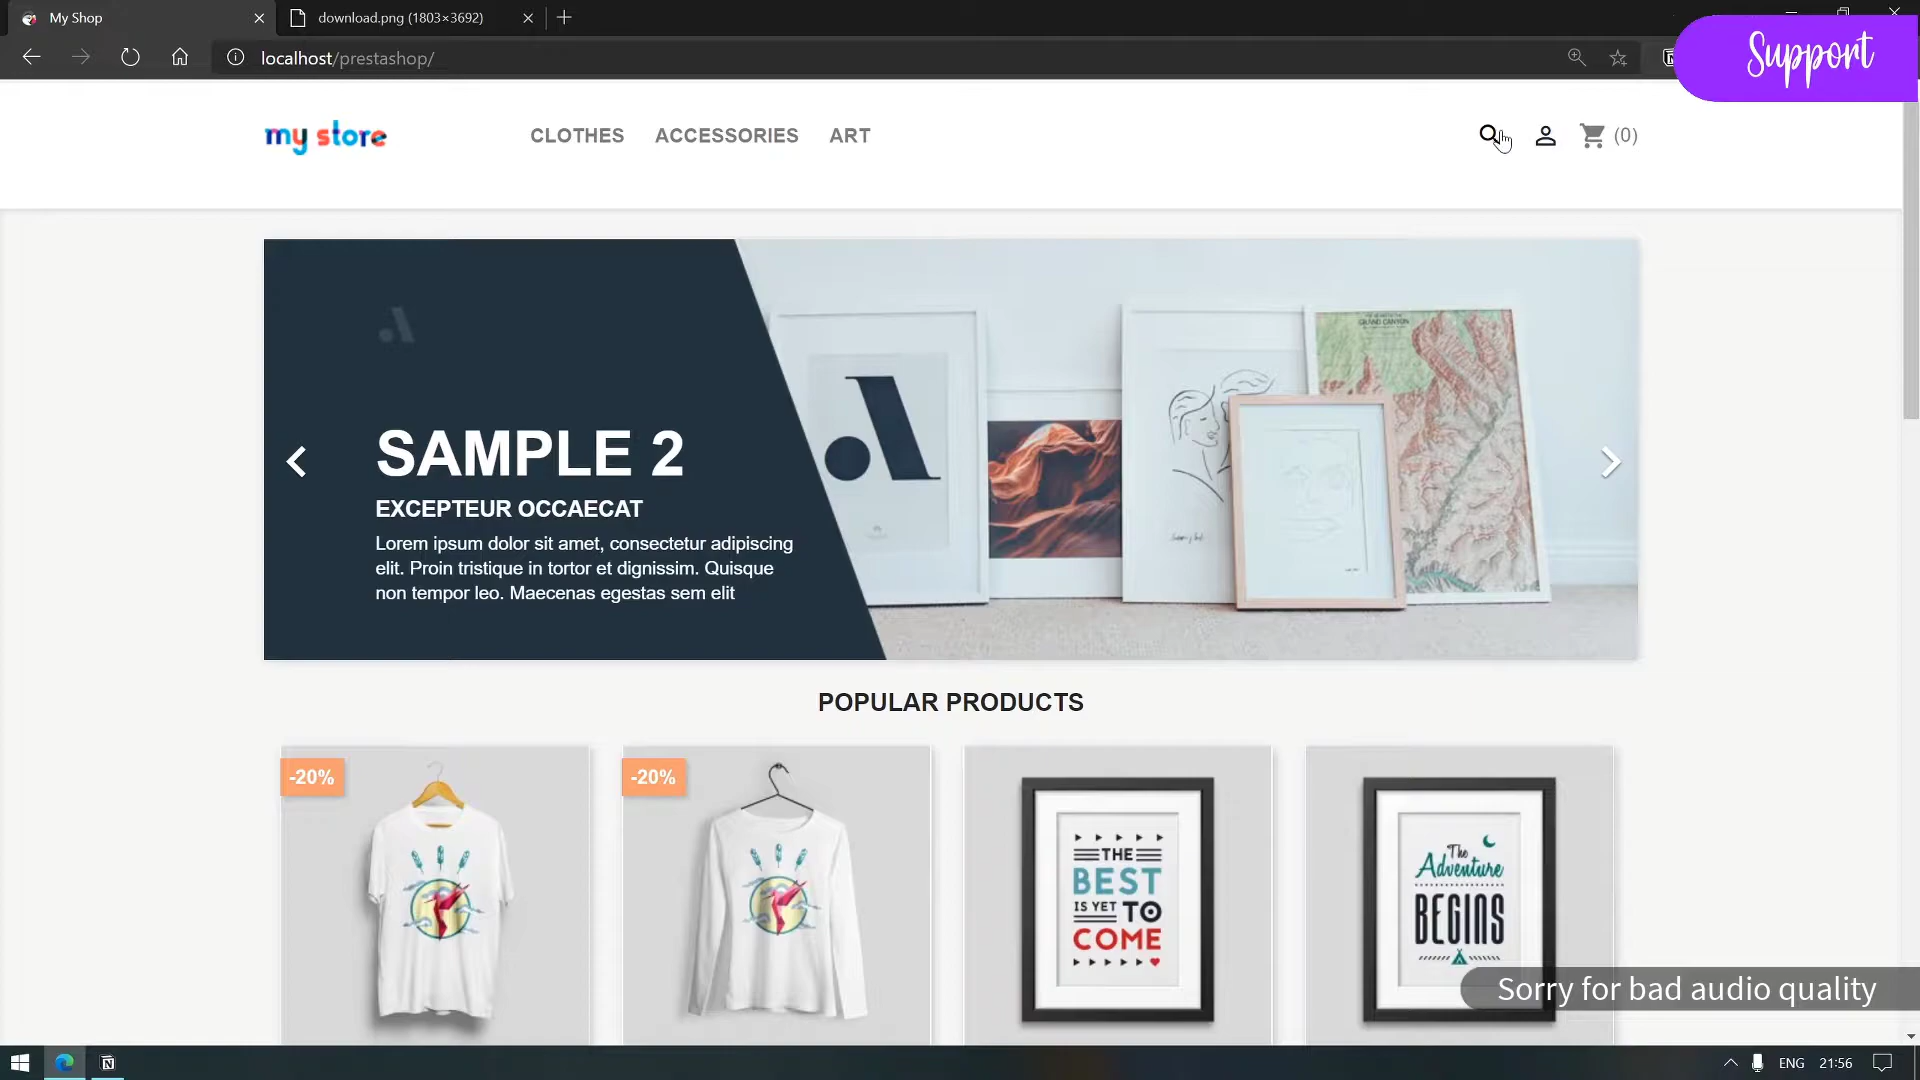 My Shop
download.png (1803×3692)
localhost/prestashop/
Support
my store
CLOTHES
ACCESSORIES
ART
(0)
GRAND CANYON
SAMPLE 2
EXCEPTEUR OCCAECAT
Lorem ipsum dolor sit amet, consectetur adipiscing
elit. Proin tristique in tortor et dignissim. Quisque
non tempor leo. Maecenas egestas sem elit
POPULAR PRODUCTS
-20%
-20%
THE
BEST
IS YET TO
COME
The
Adventure
BEGINS
Sorry for bad audio quality
ENG
21:56